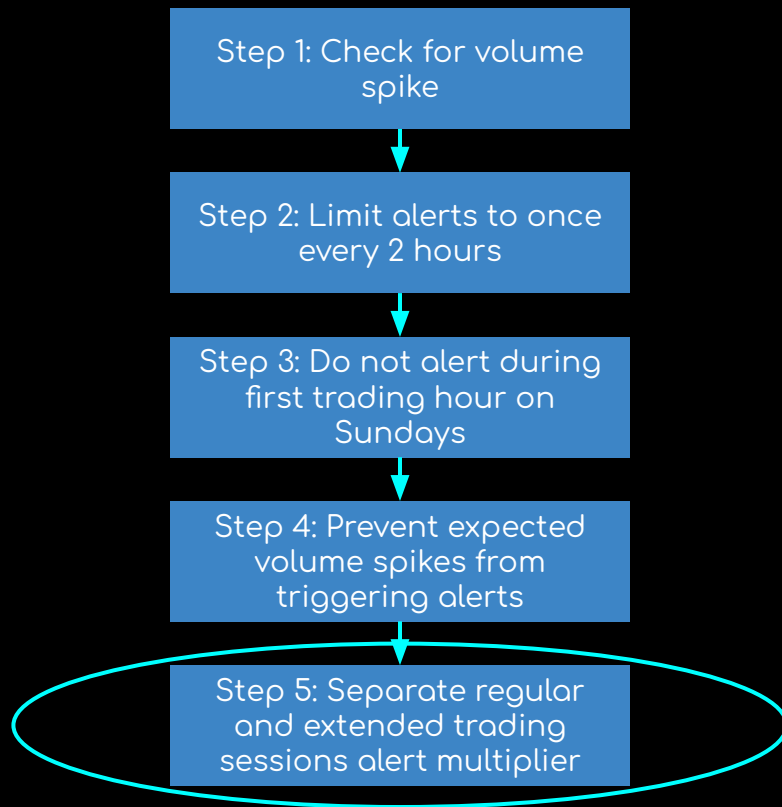 Step 1: Check for volume
spike
Step 2: Limit alerts to once
every 2 hours
Step 3: Do not alert during
first trading hour on
Sundays
Step 4: Prevent expected
volume spikes from
triggering alerts
Step 5: Separate regular
and extended trading
sessions alert multiplier